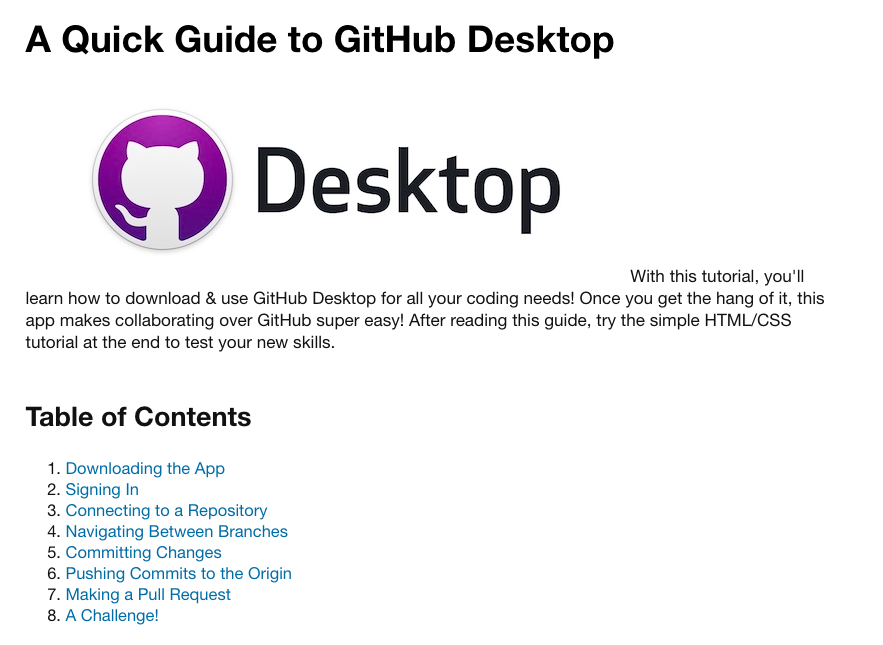 A Quick Guide to GitHub Desktop
Desktop
With this tutorial, you'll
learn how to download & use GitHub Desktop for all your coding needs! Once you get the hang of it, this
app makes collaborating over GitHub super easy! After reading this guide, try the simple HTML/CSS
tutorial at the end to test your new skills.
Table of Contents
1. Downloading the App
2. Signing In
3. Connecting to a Repository
4. Navigating Between Branches
5. Committing Changes
6. Pushing Commits to the Origin
7. Making a Pull Request
8. A Challenge!